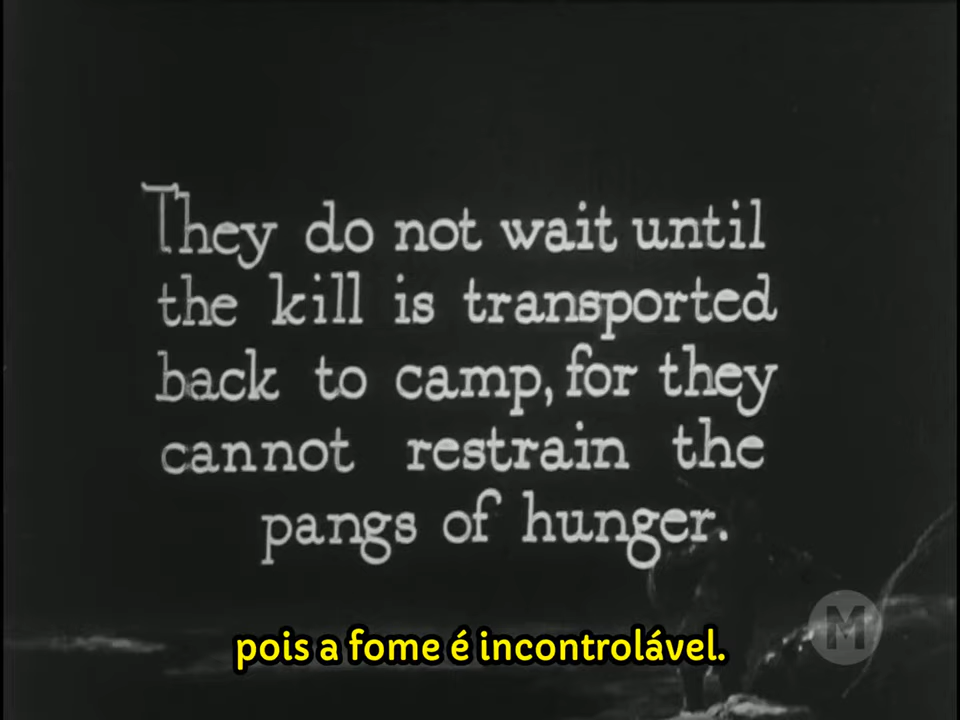 They do not wait until
the kill is transported
back to camp, for they
cannot restrain the
pangs of hunger.
pois a fome é incontrolável.
M